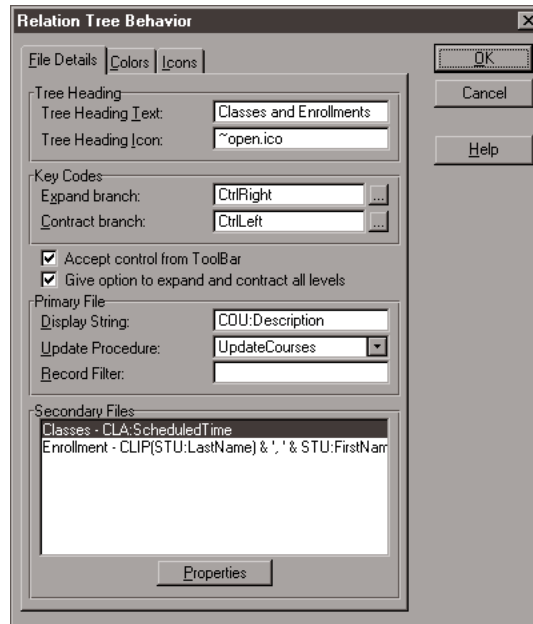 Relation Tree Behavior
File Details Colors Icons
OK
Cancel
Help
Tree Heading
Tree Heading Text: Classes and Enrollments
Tree Heading Icon: ~open.ico
Key Codes
Expand branch: CtrlRight ...
Contract branch: CtrlLeft ...
Accept control from ToolBar
Give option to expand and contract all levels
Primary File
Display String: COU:Description
Update Procedure: UpdateCourses
Record Filter:
Secondary Files
Classes - CLA:ScheduledTime
Enrollment - CLIP(STU:LastName) & ', ' & STU:FirstNam
Properties